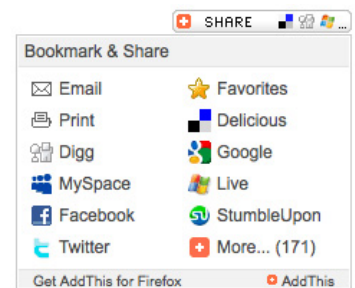 SHARE ...
Bookmark & Share
Email Favorites
Print Delicious
Digg Google
MySpace Live
Facebook StumbleUpon
Twitter More... (171)
Get AddThis for Firefox AddThis